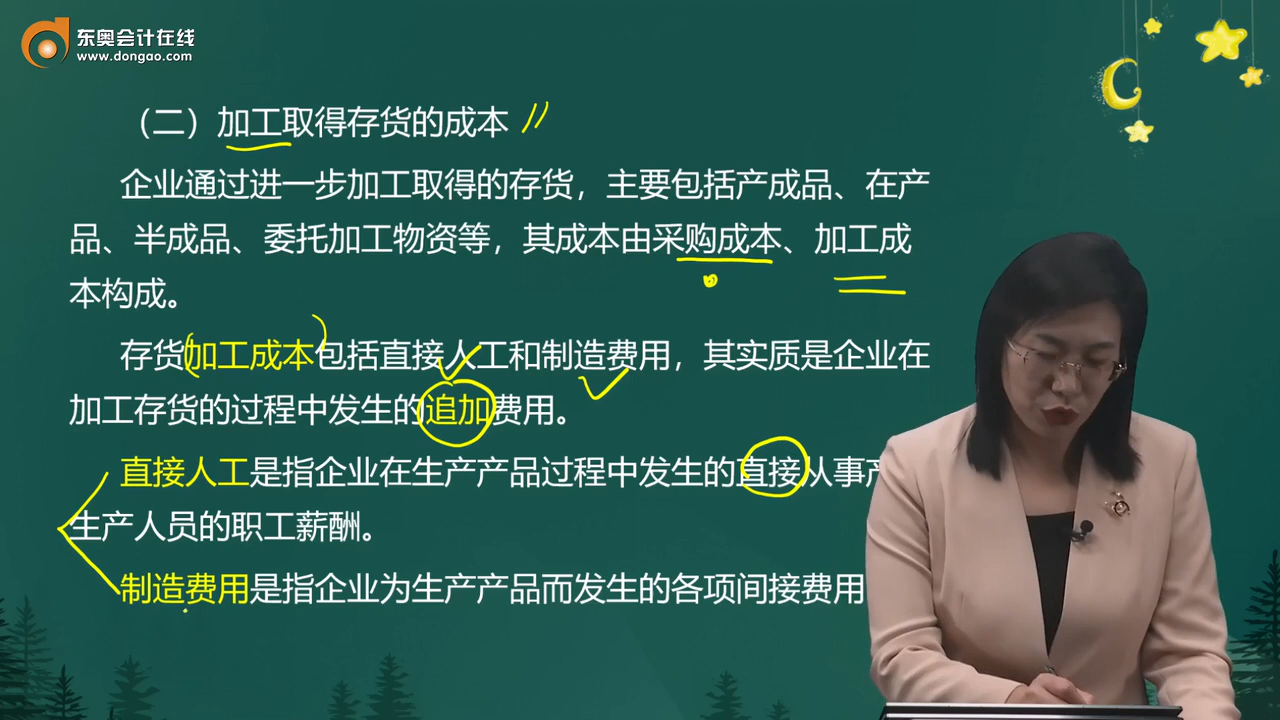 东奥会计在线
www.dongao.com
（二）加工取得存货的成本
企业通过进一步加工取得的存货，主要包括产成品、在产
品、半成品、委托加工物资等，其成本由采购成本、加工成
本构成。
存货加工成本包括直接人工和制造费用，其实质是企业在
加工存货的过程中发生的追加费用。
直接人工是指企业在生产产品过程中发生的直接从事产
生产人员的职工薪酬。
制造费用是指企业为生产产品而发生的各项间接费用